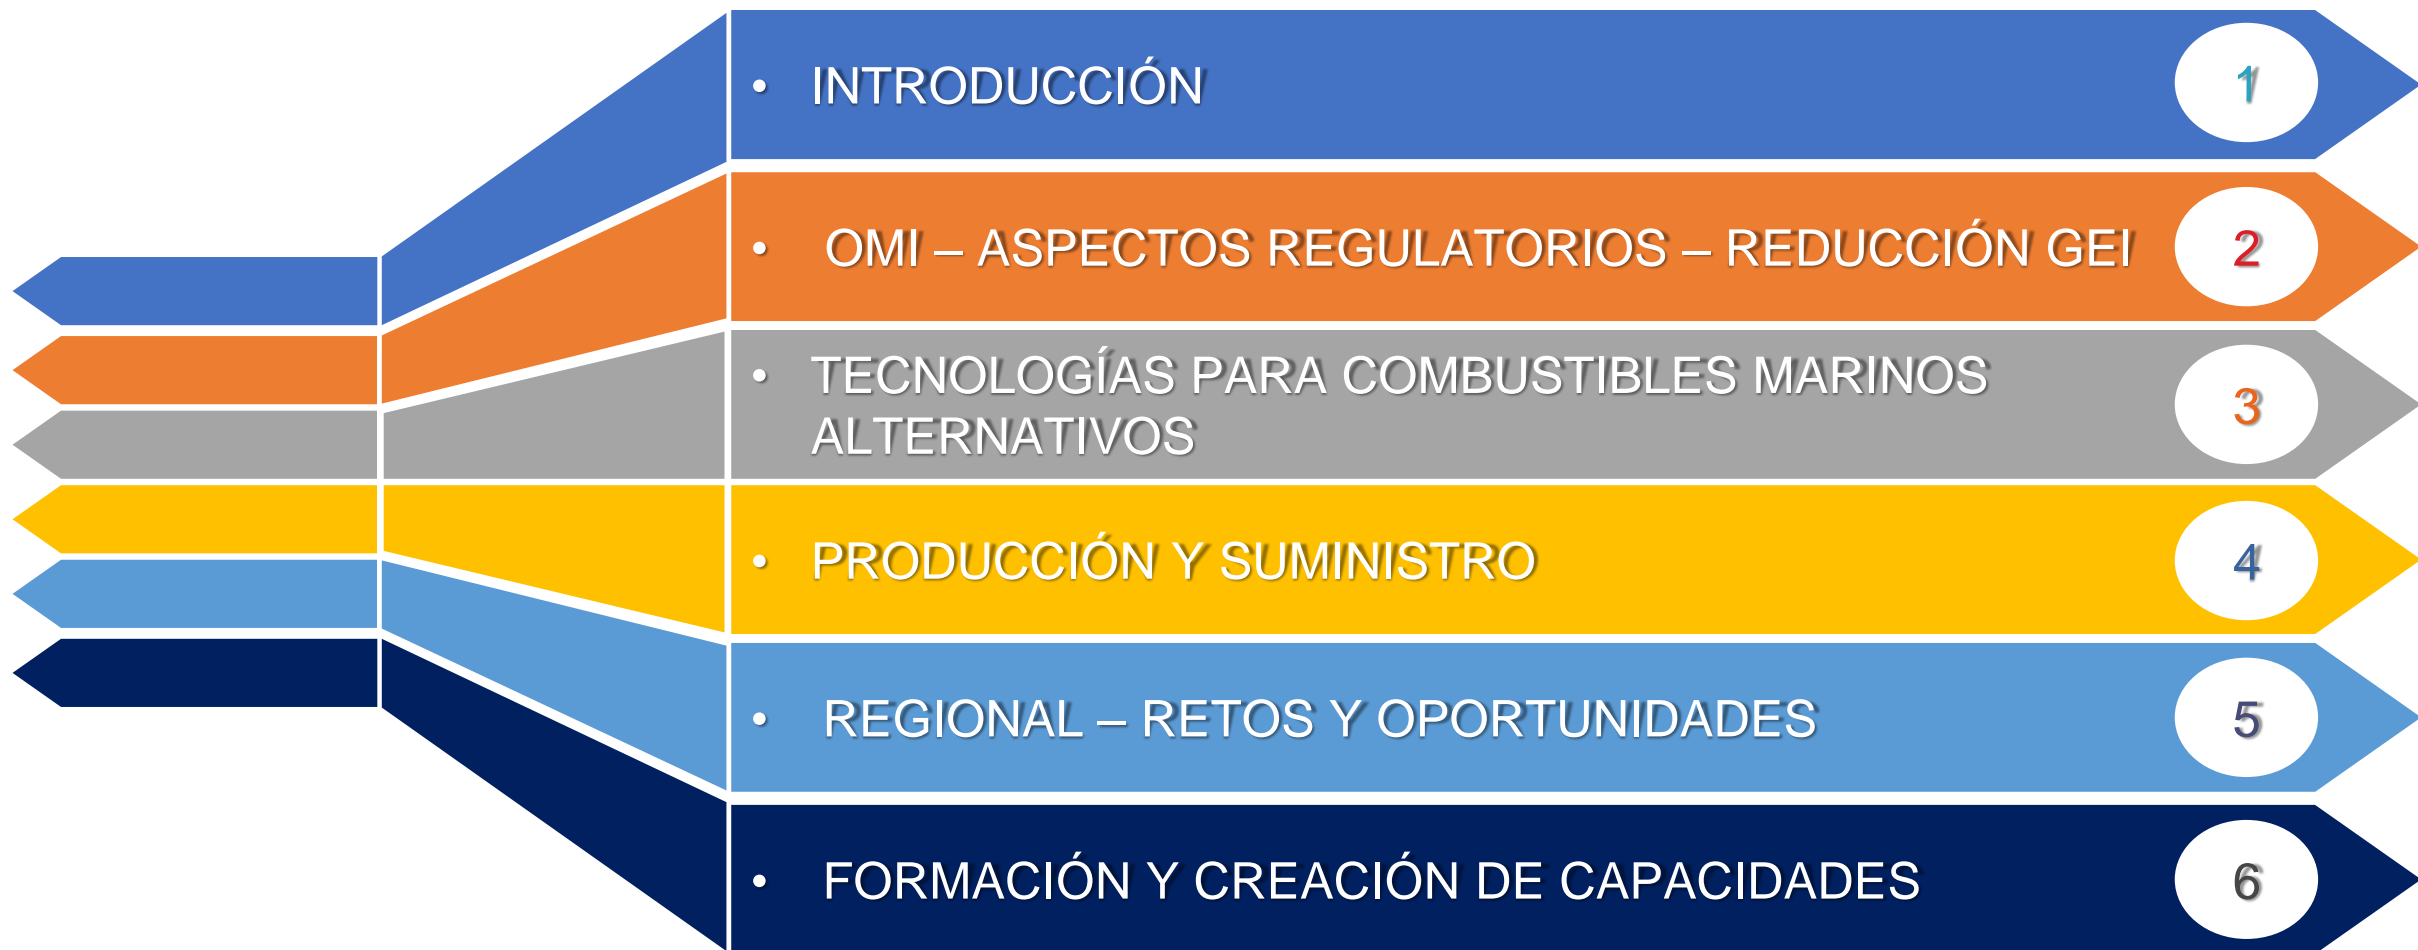 • INTRODUCCIÓN 1
• OMI – ASPECTOS REGULATORIOS – REDUCCIÓN GEI 2
• TECNOLOGÍAS PARA COMBUSTIBLES MARINOS
ALTERNATIVOS 3
• PRODUCCIÓN Y SUMINISTRO 4
• REGIONAL – RETOS Y OPORTUNIDADES 5
• FORMACIÓN Y CREACIÓN DE CAPACIDADES 6